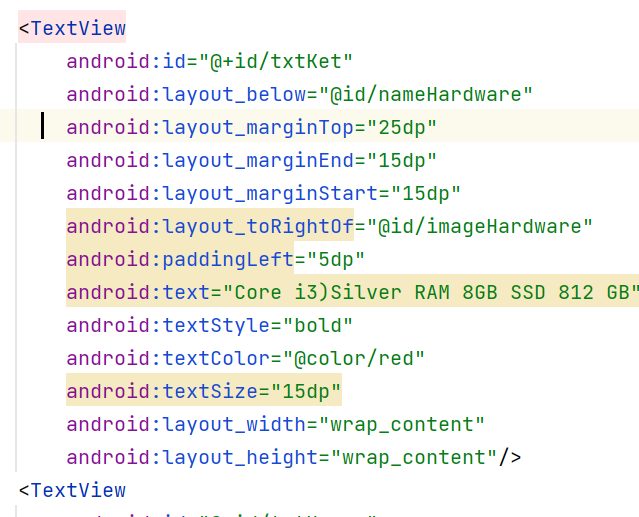 <TextView
android:id="@+id/txtKet"
android:layout_below="@id/nameHardware"
android:layout_marginTop="25dp"
android:layout_marginEnd="15dp"
android:layout_marginStart="15dp"
android:layout_toRightOf="@id/imageHardware"
android:paddingLeft="5dp"
android:text="Core i3)Silver RAM 8GB SSD 812 GB"
android:textStyle="bold"
android:textColor="@color/red"
android:textSize="15dp"
android:layout_width="wrap_content"
android:layout_height="wrap_content"/>
<TextView